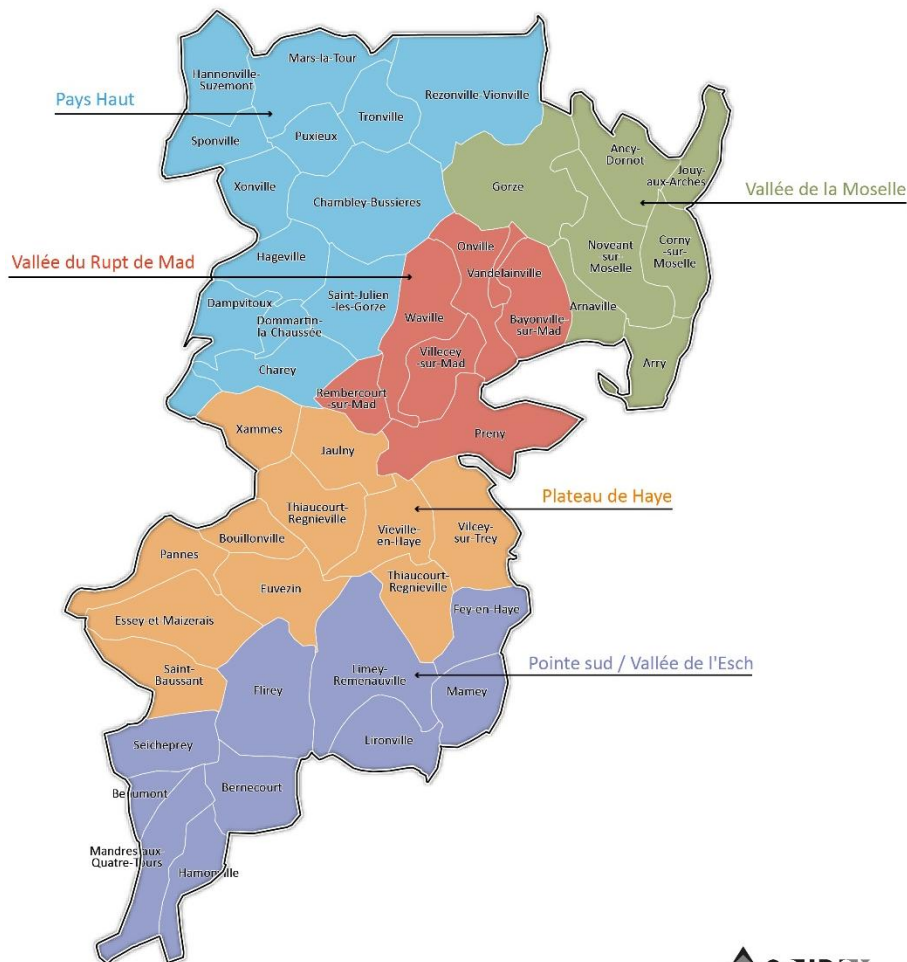 Mars-la-Tour
Hannonville-
Suzemont
Rezonville-Vionville
Pays Haut
Tronville
Puxieux
Sponville
Ancy-
Dornot
Jouy-
aux-Arches
Xonville
Gorze
Vallée de la Moselle
Chambley-Bussieres
Onville
Noveant
sur
Moselle
Corny
-sur-
Moselle
Hageville
Vallée du Rupt de Mad
Vandelainville
Saint-Julien
-les-Gorze
Dampvitoux
Arnaville
Waville
Bayonville-
sur-Mad
Dommartin-
la Chaussée
Villecey
-sur-Mad
Charey
Arry
Rembercourt
-sur-Mad
Xammes
Preny
Jaulny
Plateau de Haye
Thiaucourt-
Regnieville
Vieville-
en-Haye
Vilcey-
sur-Trey
Bouillonville
Pannes
Thiaucourt-
Regnieville
Euvezin
Fey-en-Haye
Essey et Maizerais
Pointe sud / Vallée de l'Esch
Saint-
Baussant
Limey-
Remenauville
Flirey
Mamey
Lironville
Seicheprey
Bernecourt
Beaumont
Mandres aux-
Quatre-Tours
Hamonville